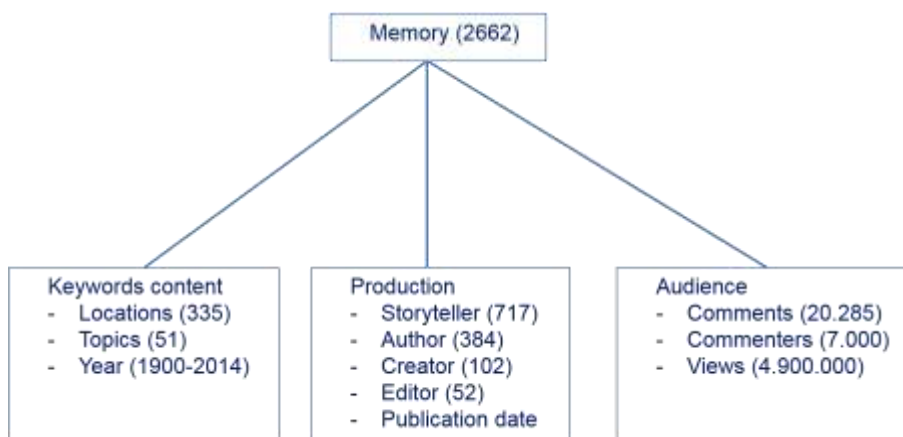 Memory (2662)
Keywords content
- Locations (335)
- Topics (51)
- Year (1900-2014)
Production
- Storyteller (717)
- Author (384)
- Creator (102)
- Editor (52)
- Publication date
Audience
- Comments (20.285)
- Commenters (7.000)
- Views (4.900.000)